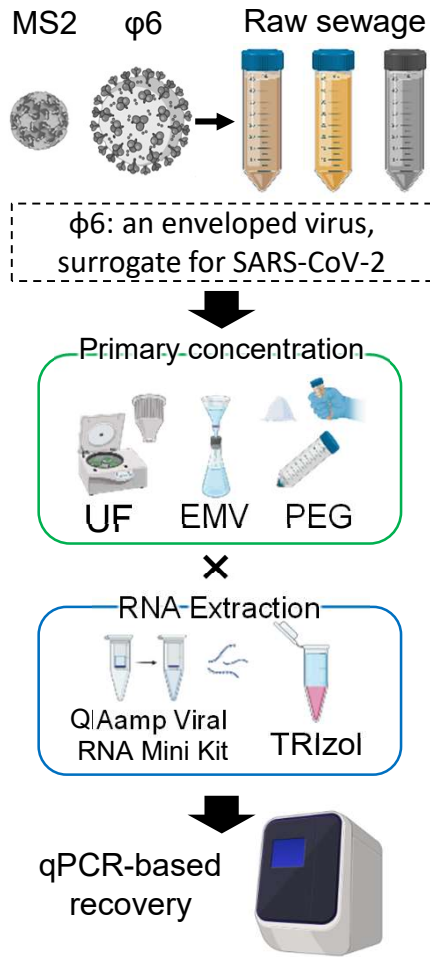 MS2 φ6 Raw sewage
ϕ6: an enveloped virus,
surrogate for SARS-CoV-2
Primary concentration
UF EMV PEG
×
RNA Extraction
QIAamp Viral
RNA Mini Kit
TRIzol
qPCR-based
recovery